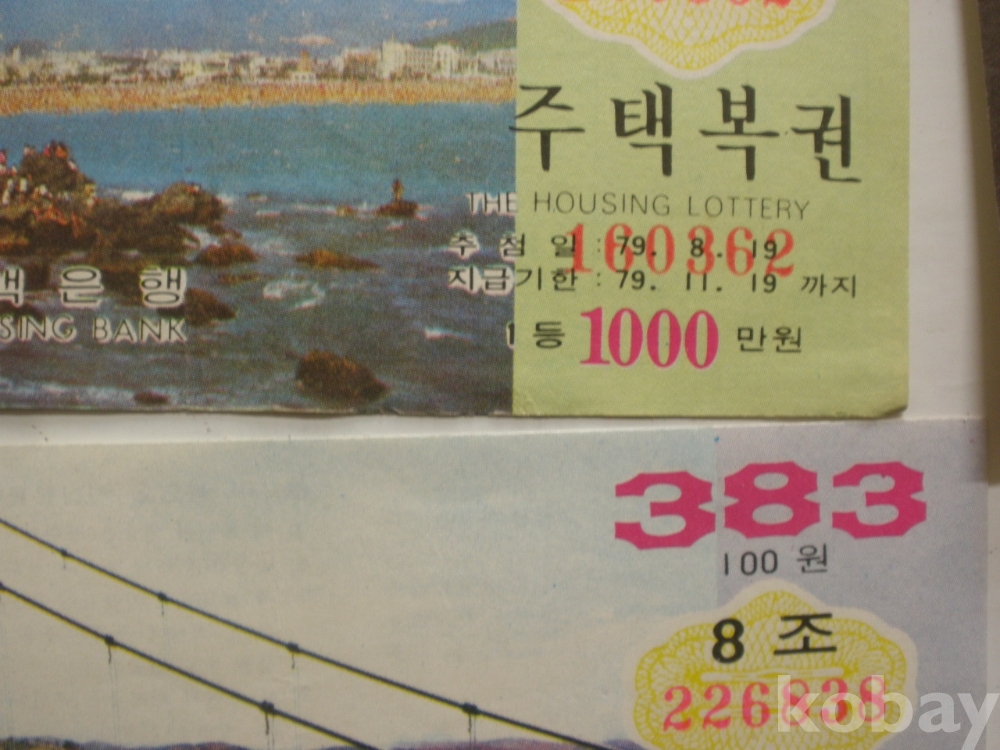 주택복권
THE HOUSING LOTTERY
160362
추첨일 : 79. 8. 19
지급기한 : 79. 11. 19 까지
은행
SING BANK
1등 1000 만원
383
100 원
8 조
226838
kobay